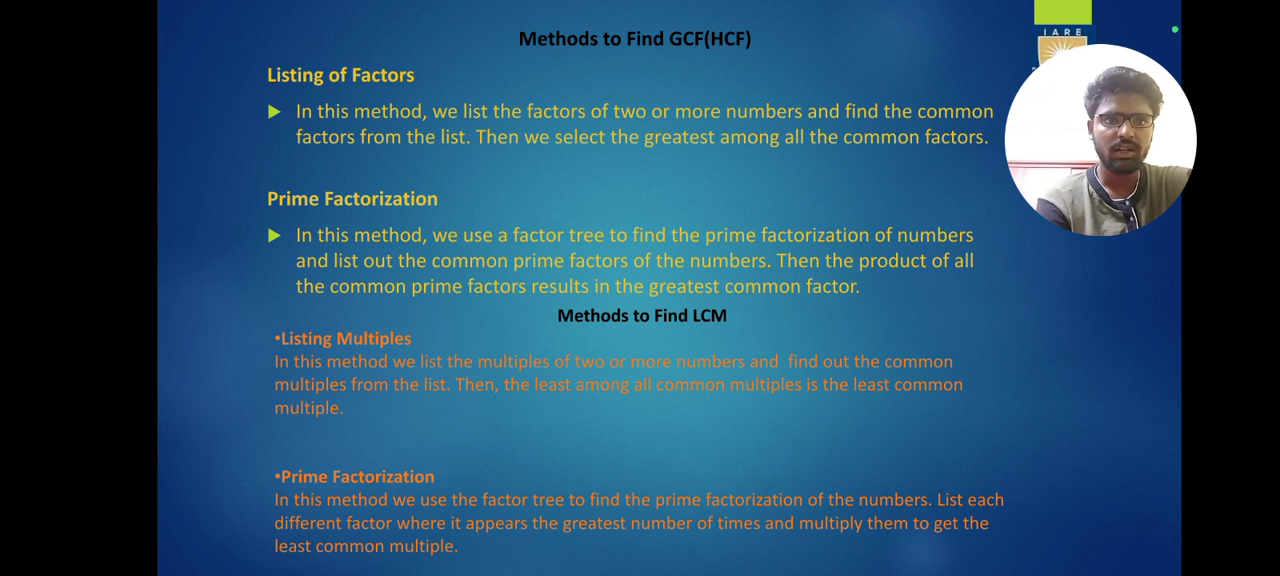 Methods to Find GCF(HCF)
IARE
Listing of Factors
In this method, we list the factors of two or more numbers and find the common
factors from the list. Then we select the greatest among all the common factors.
Prime Factorization
In this method, we use a factor tree to find the prime factorization of numbers
and list out the common prime factors of the numbers. Then the product of all
the common prime factors results in the greatest common factor.
Methods to Find LCM
•Listing Multiples
In this method we list the multiples of two or more numbers and  find out the common
multiples from the list. Then, the least among all common multiples is the least common
multiple.
•Prime Factorization
In this method we use the factor tree to find the prime factorization of the numbers. List each
different factor where it appears the greatest number of times and multiply them to get the
least common multiple.